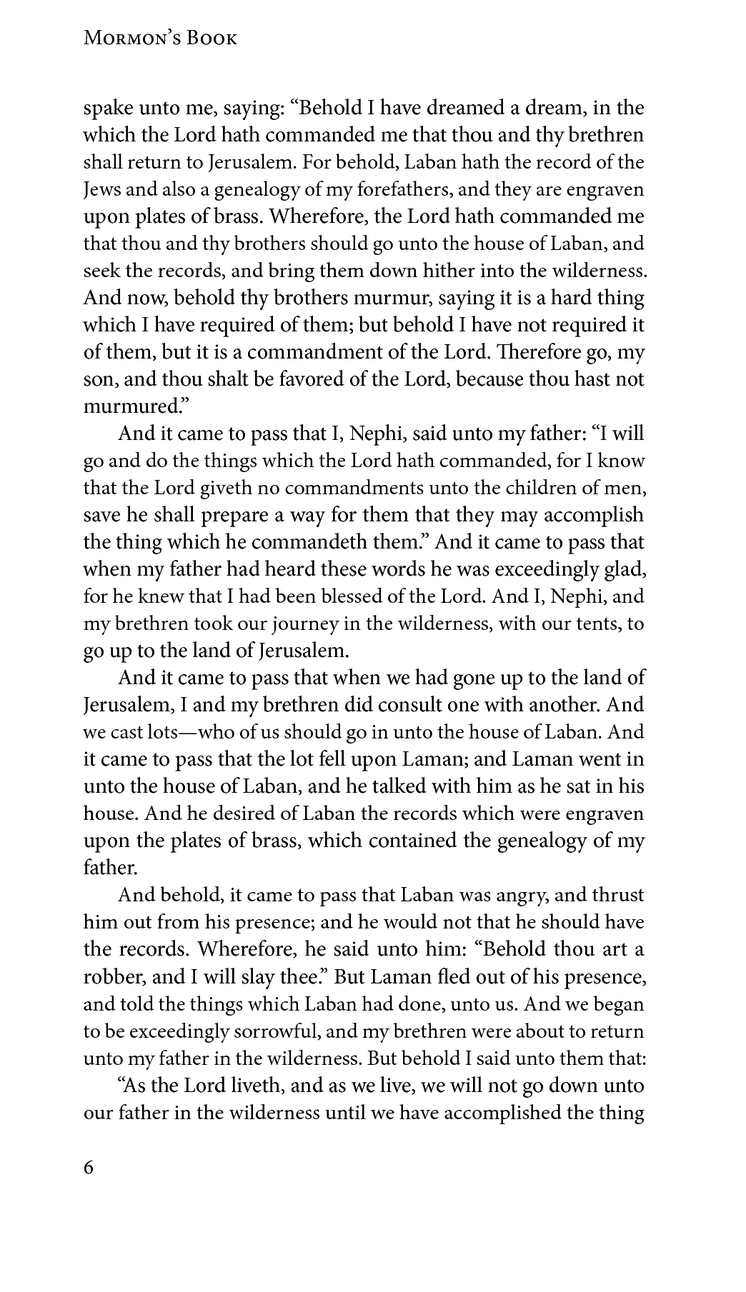 Mormon’s Book
spake unto me, saying: “Behold I have dreamed a dream, in the
which the Lord hath commanded me that thou and thy brethren
shall return to Jerusalem. For behold, Laban hath the record of the
Jews and also a genealogy of my forefathers, and they are engraven
upon plates of brass. Wherefore, the Lord hath commanded me
that thou and thy brothers should go unto the house of Laban, and
seek the records, and bring them down hither into the wilderness.
And now, behold thy brothers murmur, saying it is a hard thing
which I have required of them; but behold I have not required it
of them, but it is a commandment of the Lord. Therefore go, my
son, and thou shalt be favored of the Lord, because thou hast not
murmured.”
And it came to pass that I, Nephi, said unto my father: “I will
go and do the things which the Lord hath commanded, for I know
that the Lord giveth no commandments unto the children of men,
save he shall prepare a way for them that they may accomplish
the thing which he commandeth them.” And it came to pass that
when my father had heard these words he was exceedingly glad,
for he knew that I had been blessed of the Lord. And I, Nephi, and
my brethren took our journey in the wilderness, with our tents, to
go up to the land of Jerusalem.
And it came to pass that when we had gone up to the land of
Jerusalem, I and my brethren did consult one with another. And
we cast lots—who of us should go in unto the house of Laban. And
it came to pass that the lot fell upon Laman; and Laman went in
unto the house of Laban, and he talked with him as he sat in his
house. And he desired of Laban the records which were engraven
upon the plates of brass, which contained the genealogy of my
father.
And behold, it came to pass that Laban was angry, and thrust
him out from his presence; and he would not that he should have
the records. Wherefore, he said unto him: “Behold thou art a
robber, and I will slay thee.” But Laman fled out of his presence,
and told the things which Laban had done, unto us. And we began
to be exceedingly sorrowful, and my brethren were about to return
unto my father in the wilderness. But behold I said unto them that:
“As the Lord liveth, and as we live, we will not go down unto
our father in the wilderness until we have accomplished the thing
6